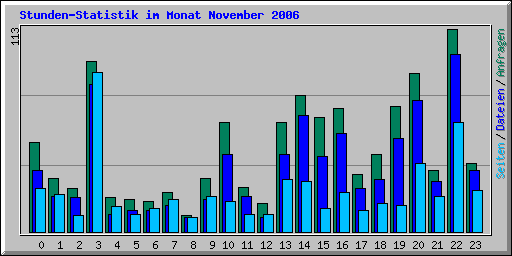 Stunden-Statistik im Monat November 2006
113
Seiten / Dateien / Anfragen
0 1 2 3 4 5 6 7 8 9 10 11 12 13 14 15 16 17 18 19 20 21 22 23